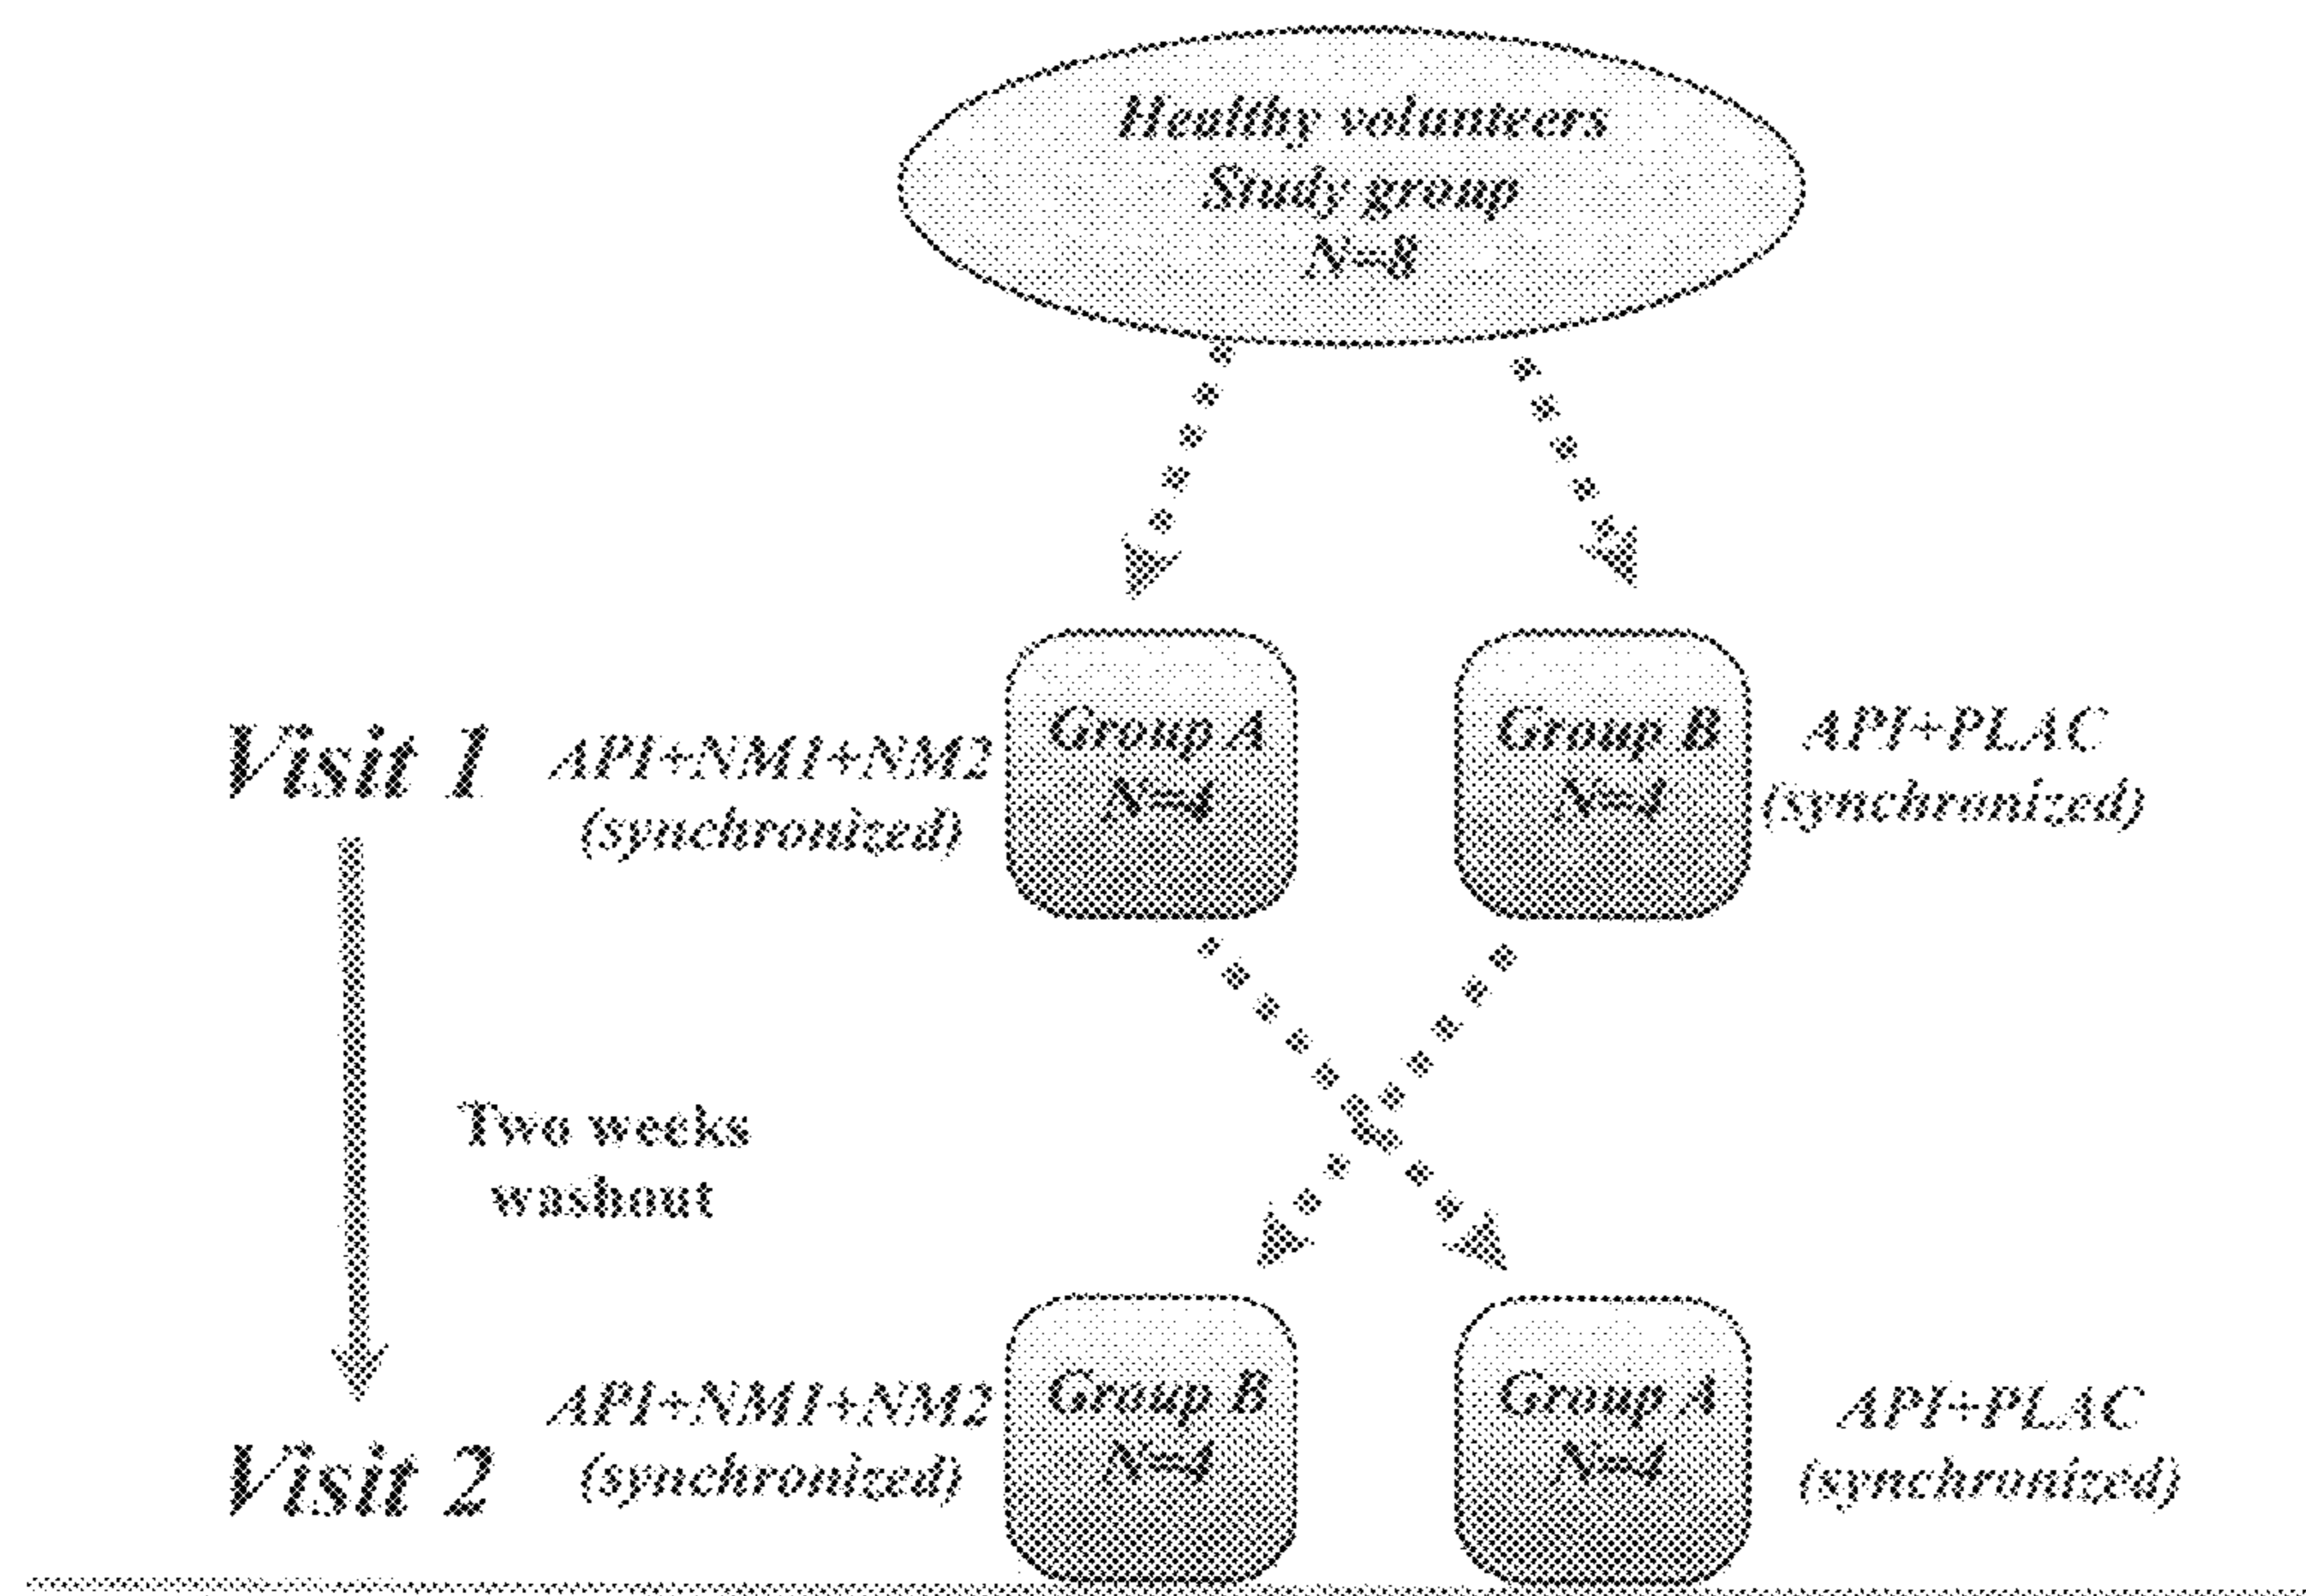 Healthy volunteers
Study group
N=8
Visit 1
API+NM1+NM2
(synchronized)
Group A
N=4
Group B
N=4
API+PLAC
(synchronized)
Two weeks
washout
Visit 2
API+NM1+NM2
(synchronized)
Group B
N=4
Group A
N=4
API+PLAC
(synchronized)